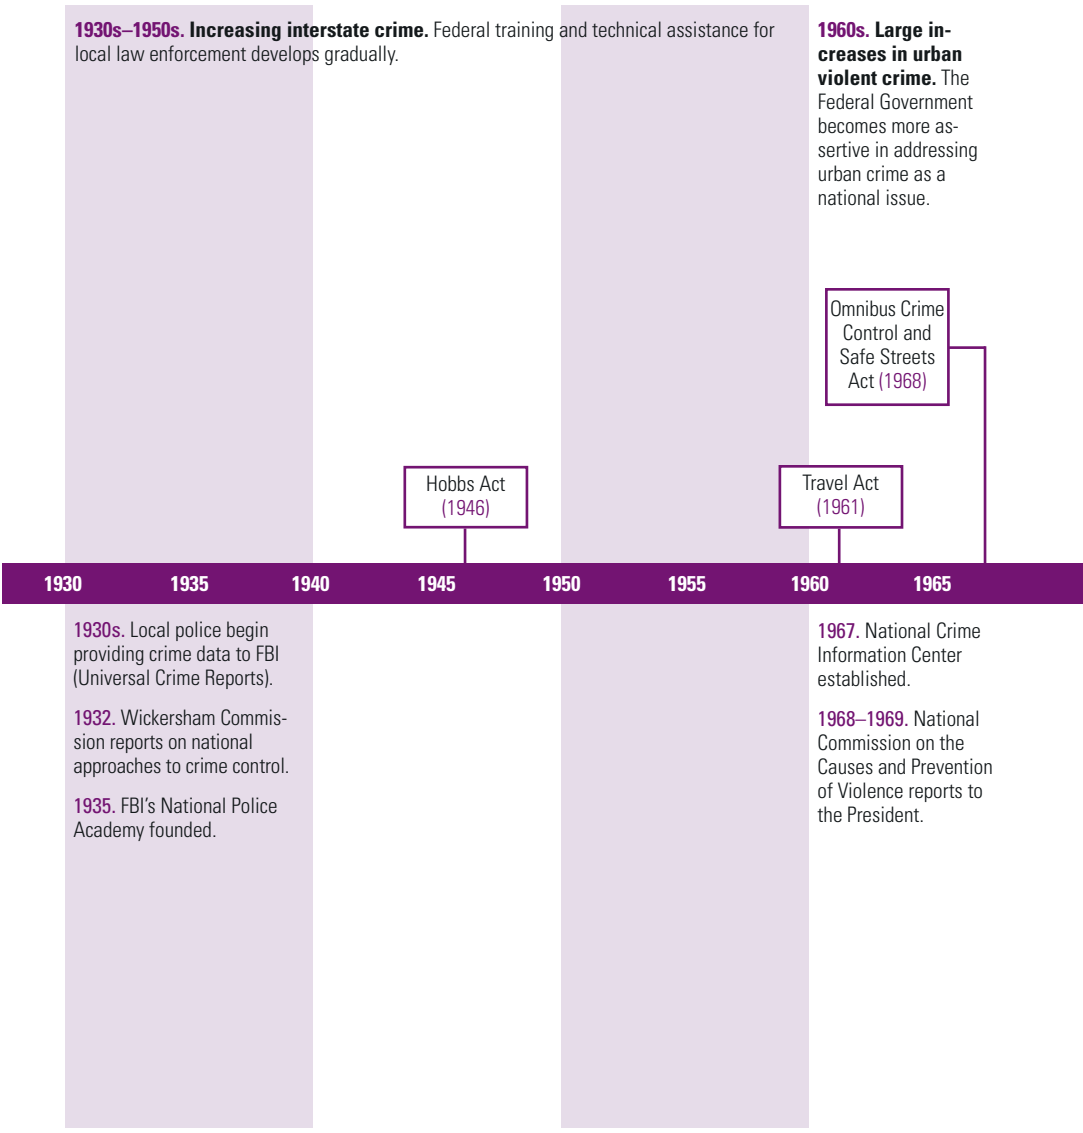 1930s–1950s. Increasing interstate crime. Federal training and technical assistance for
local law enforcement develops gradually.
1960s. Large in-
creases in urban
violent crime. The
Federal Government
becomes more as-
sertive in addressing
urban crime as a
national issue.
Omnibus Crime
Control and
Safe Streets
Act (1968)
Hobbs Act
(1946)
Travel Act
(1961)
1930 1935 1940 1945 1950 1955 1960 1965
1930s. Local police begin
providing crime data to FBI
(Universal Crime Reports).
1932. Wickersham Commis-
sion reports on national
approaches to crime control.
1935. FBI’s National Police
Academy founded.
1967. National Crime
Information Center
established.
1968–1969. National
Commission on the
Causes and Prevention
of Violence reports to
the President.